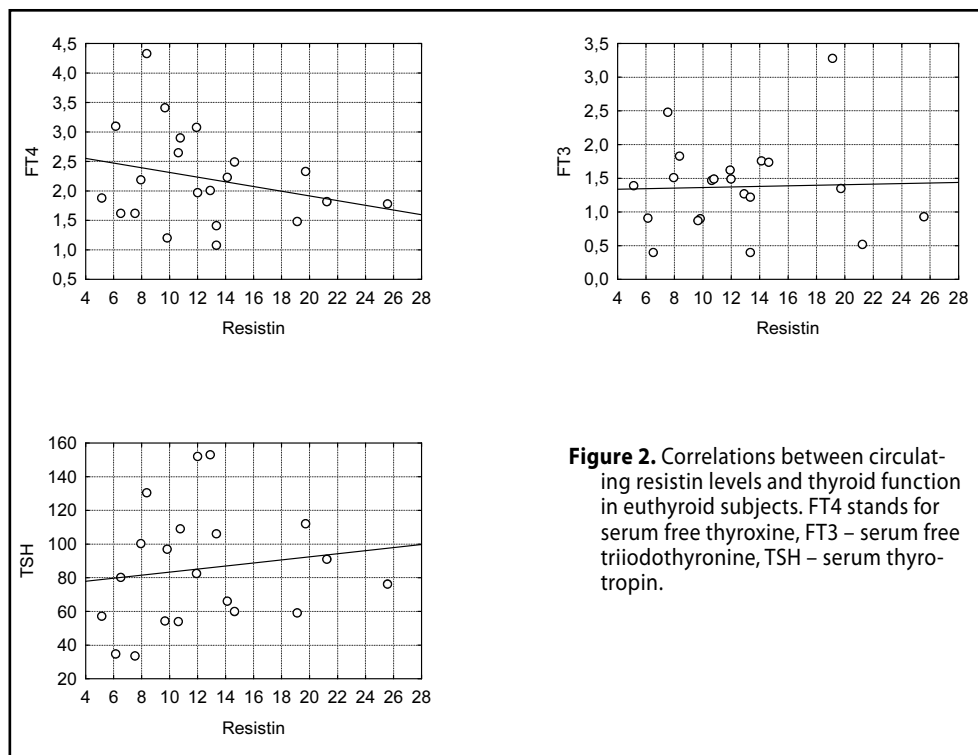 4,5
4,0
3,5
3,0
2,5
2,0
1,5
1,0
0,5
FT4
4 6 8 10 12 14 16 18 20 22 24 26 28
Resistin
3,5
3,0
2,5
2,0
1,5
1,0
0,5
0,0
FT3
4 6 8 10 12 14 16 18 20 22 24 26 28
Resistin
160
140
120
100
80
60
40
20
TSH
4 6 8 10 12 14 16 18 20 22 24 26 28
Resistin
Figure 2. Correlations between circulat-
ing resistin levels and thyroid function
in euthyroid subjects. FT4 stands for
serum free thyroxine, FT3 – serum free
triiodothyronine, TSH – serum thyro-
tropin.